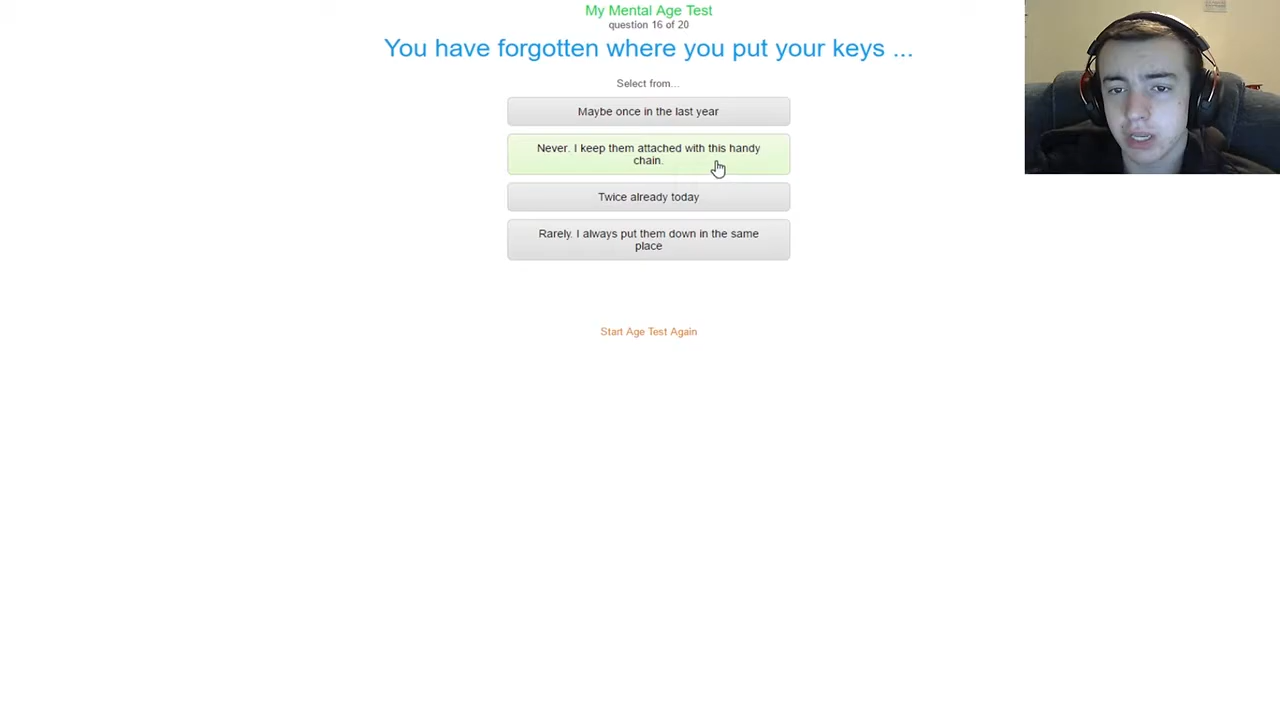 My Mental Age Test
question 16 of 20
You have forgotten where you put your keys ...
Select from...
Maybe once in the last year
Never. I keep them attached with this handy
chain.
Twice already today
Rarely. I always put them down in the same
place
Start Age Test Again